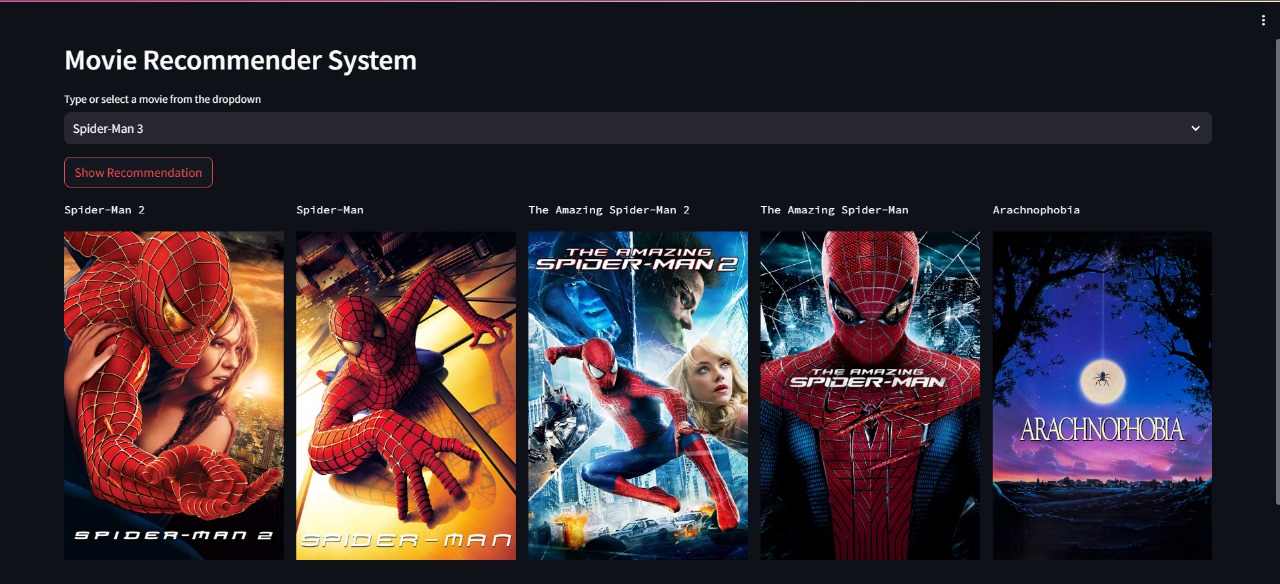 Movie Recommender System
Type or select a movie from the dropdown
Spider-Man 3
Show Recommendation
Spider-Man 2
Spider-Man
The Amazing Spider-Man 2
The Amazing Spider-Man
Arachnophobia
SPIDER-MAN 2
SPIDER-MAN
THE AMAZING
SPIDER-MAN 2
THE AMAZING
SPIDER-MAN
ARACHNOPHOBIA